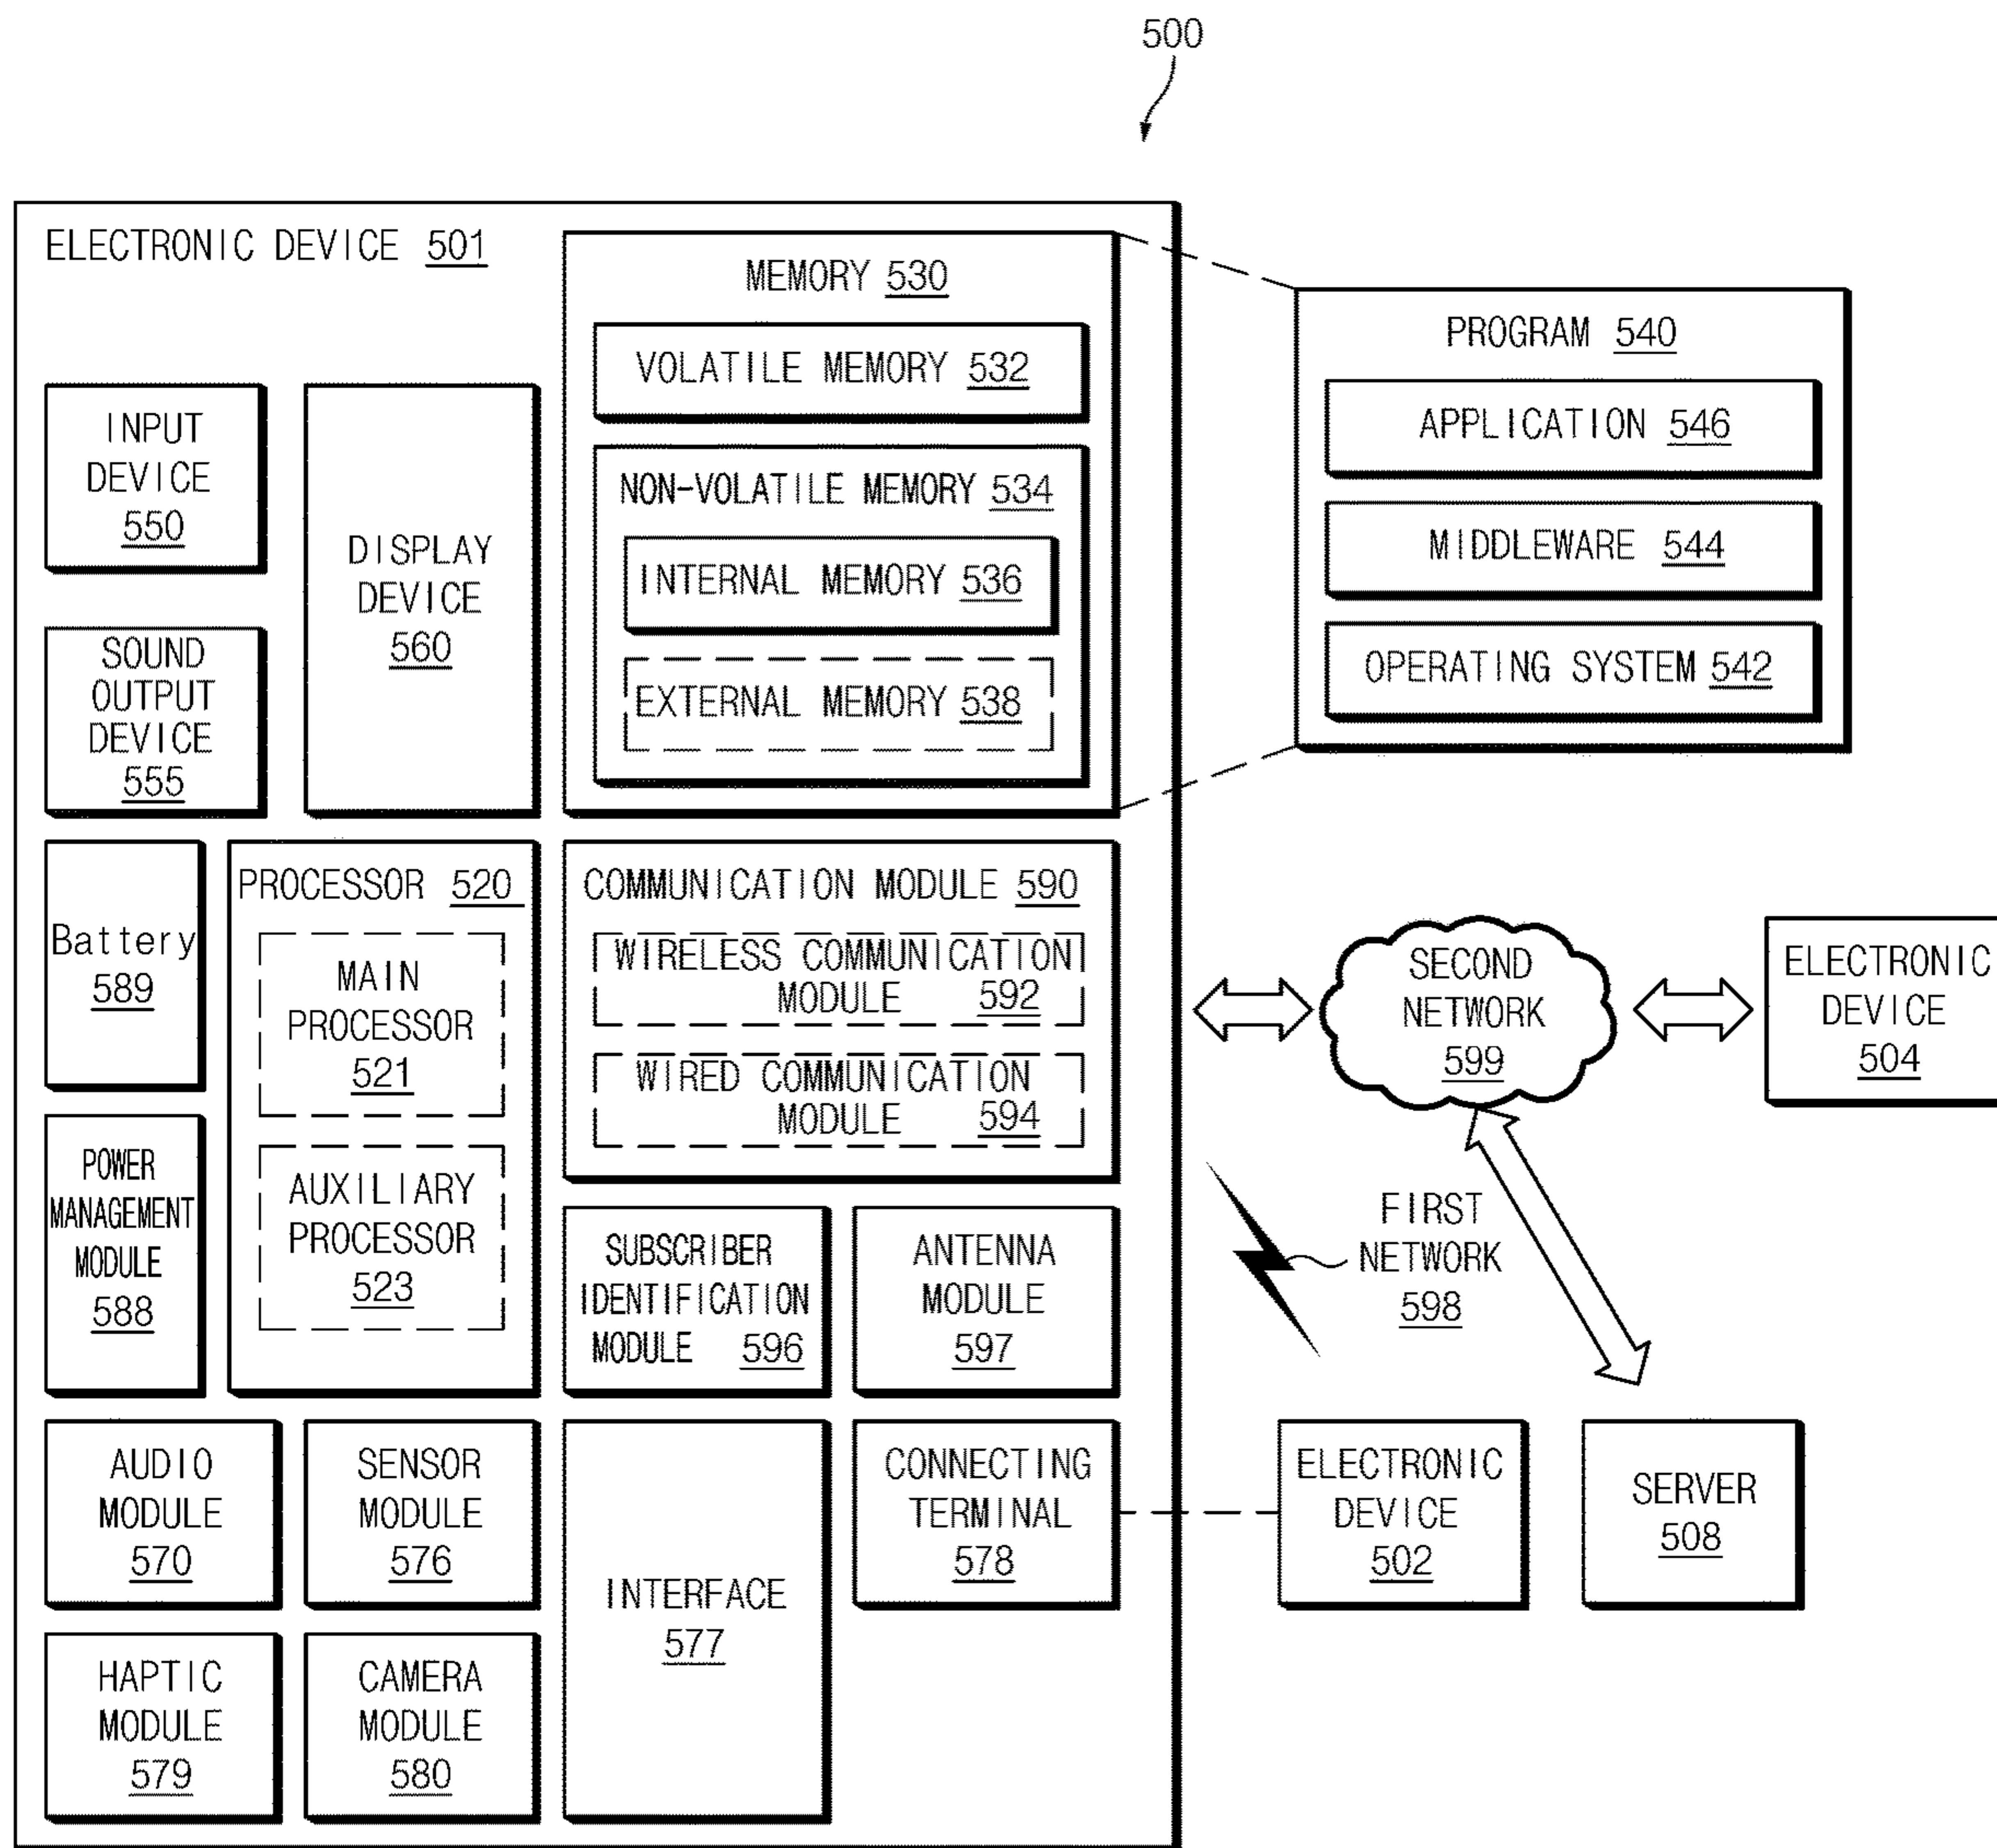 500
ELECTRONIC DEVICE 501
MEMORY 530
VOLATILE MEMORY 532
NON-VOLATILE MEMORY 534
INTERNAL MEMORY 536
EXTERNAL MEMORY 538
PROGRAM 540
APPLICATION 546
MIDDLEWARE 544
OPERATING SYSTEM 542
INPUT
DEVICE
550
SOUND
OUTPUT
DEVICE
555
DISPLAY
DEVICE
560
Battery
589
POWER
MANAGEMENT
MODULE
588
PROCESSOR 520
MAIN
PROCESSOR
521
AUXILIARY
PROCESSOR
523
COMMUNICATION MODULE 590
WIRELESS COMMUNICATION
MODULE 592
WIRED COMMUNICATION
MODULE 594
SUBSCRIBER
IDENTIFICATION
MODULE 596
ANTENNA
MODULE
597
SECOND
NETWORK
599
ELECTRONIC
DEVICE
504
FIRST
NETWORK
598
AUDIO
MODULE
570
SENSOR
MODULE
576
INTERFACE
577
CONNECTING
TERMINAL
578
ELECTRONIC
DEVICE
502
SERVER
508
HAPTIC
MODULE
579
CAMERA
MODULE
580